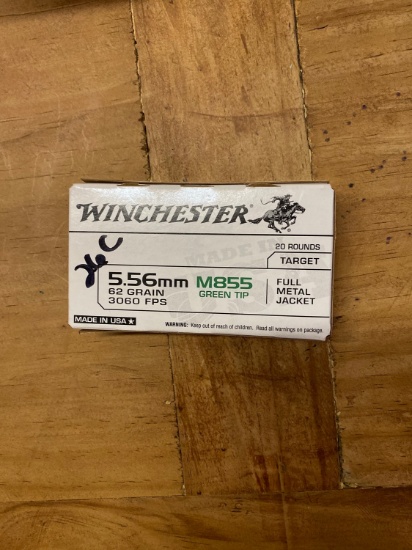 WINCHESTER®
20 ROUNDS
TARGET
26C
5.56mm M855
62 GRAIN GREEN TIP
3060 FPS
FULL
METAL
JACKET
MADE IN USA★
WARNING: Keep out of reach of children. Read all warnings on package.